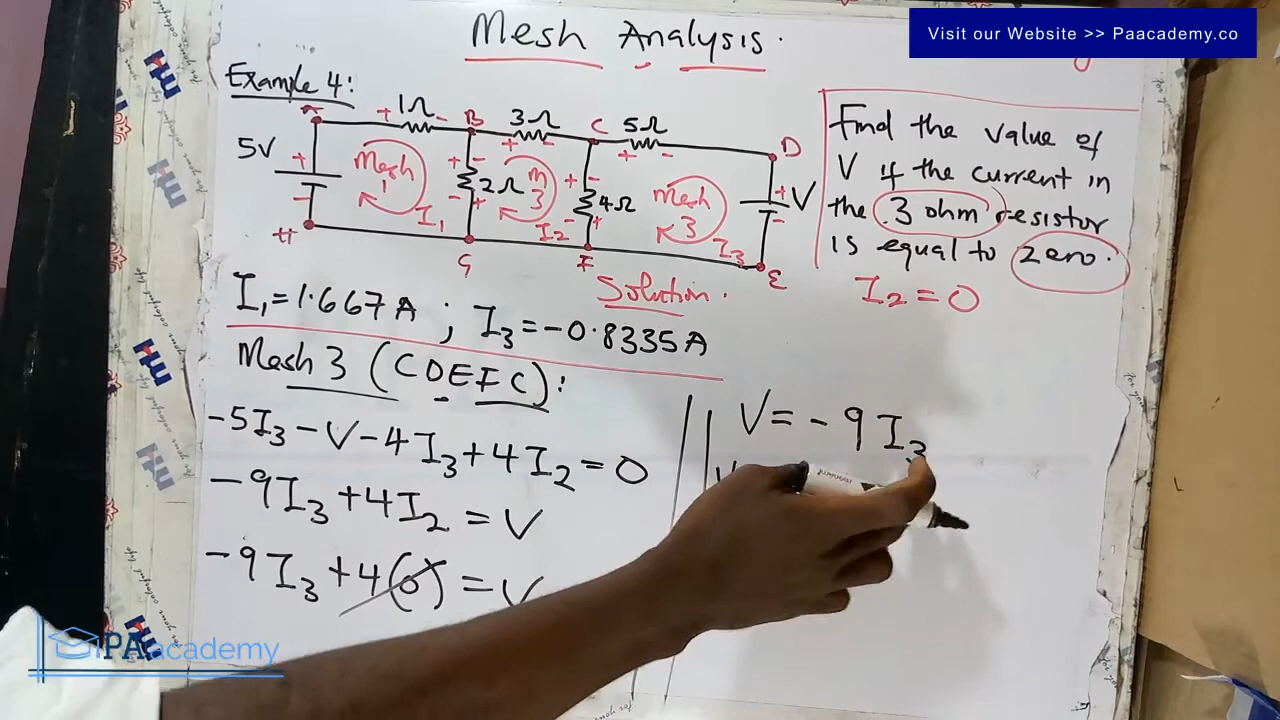 Visit our Website >> Paacademy.co
Mesh Analysis.
Example 4:
A 1Ω B 3Ω C 5Ω D
+ - + - + -
5V + - Mesh 1 I1 + - 2Ω - + m 3 I2 + - 4Ω - + Mesh 3 I3 + - V
H G F E
Find the value of
V if the current in
the 3 ohm resistor
is equal to zero.
I2 = 0
Solution.
I1 = 1.667A ; I3 = -0.8335A
Mesh 3 (CDEFC):
-5I3 - V - 4I3 + 4I2 = 0
-9I3 + 4I2 = V
-9I3 + 4(0) = V
V = -9I3
PAacademy